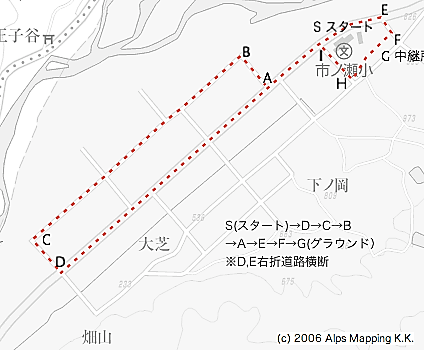 E
S スタート
F
王子谷
B
I
文
G 中継所
市ノ瀬小
A
H
下ノ岡
C
大芝
S(スタート)→D→C→B
→A→E→F→G(グラウンド)
※D,E右折道路横断
D
畑山
(c) 2006 Alps Mapping K.K.